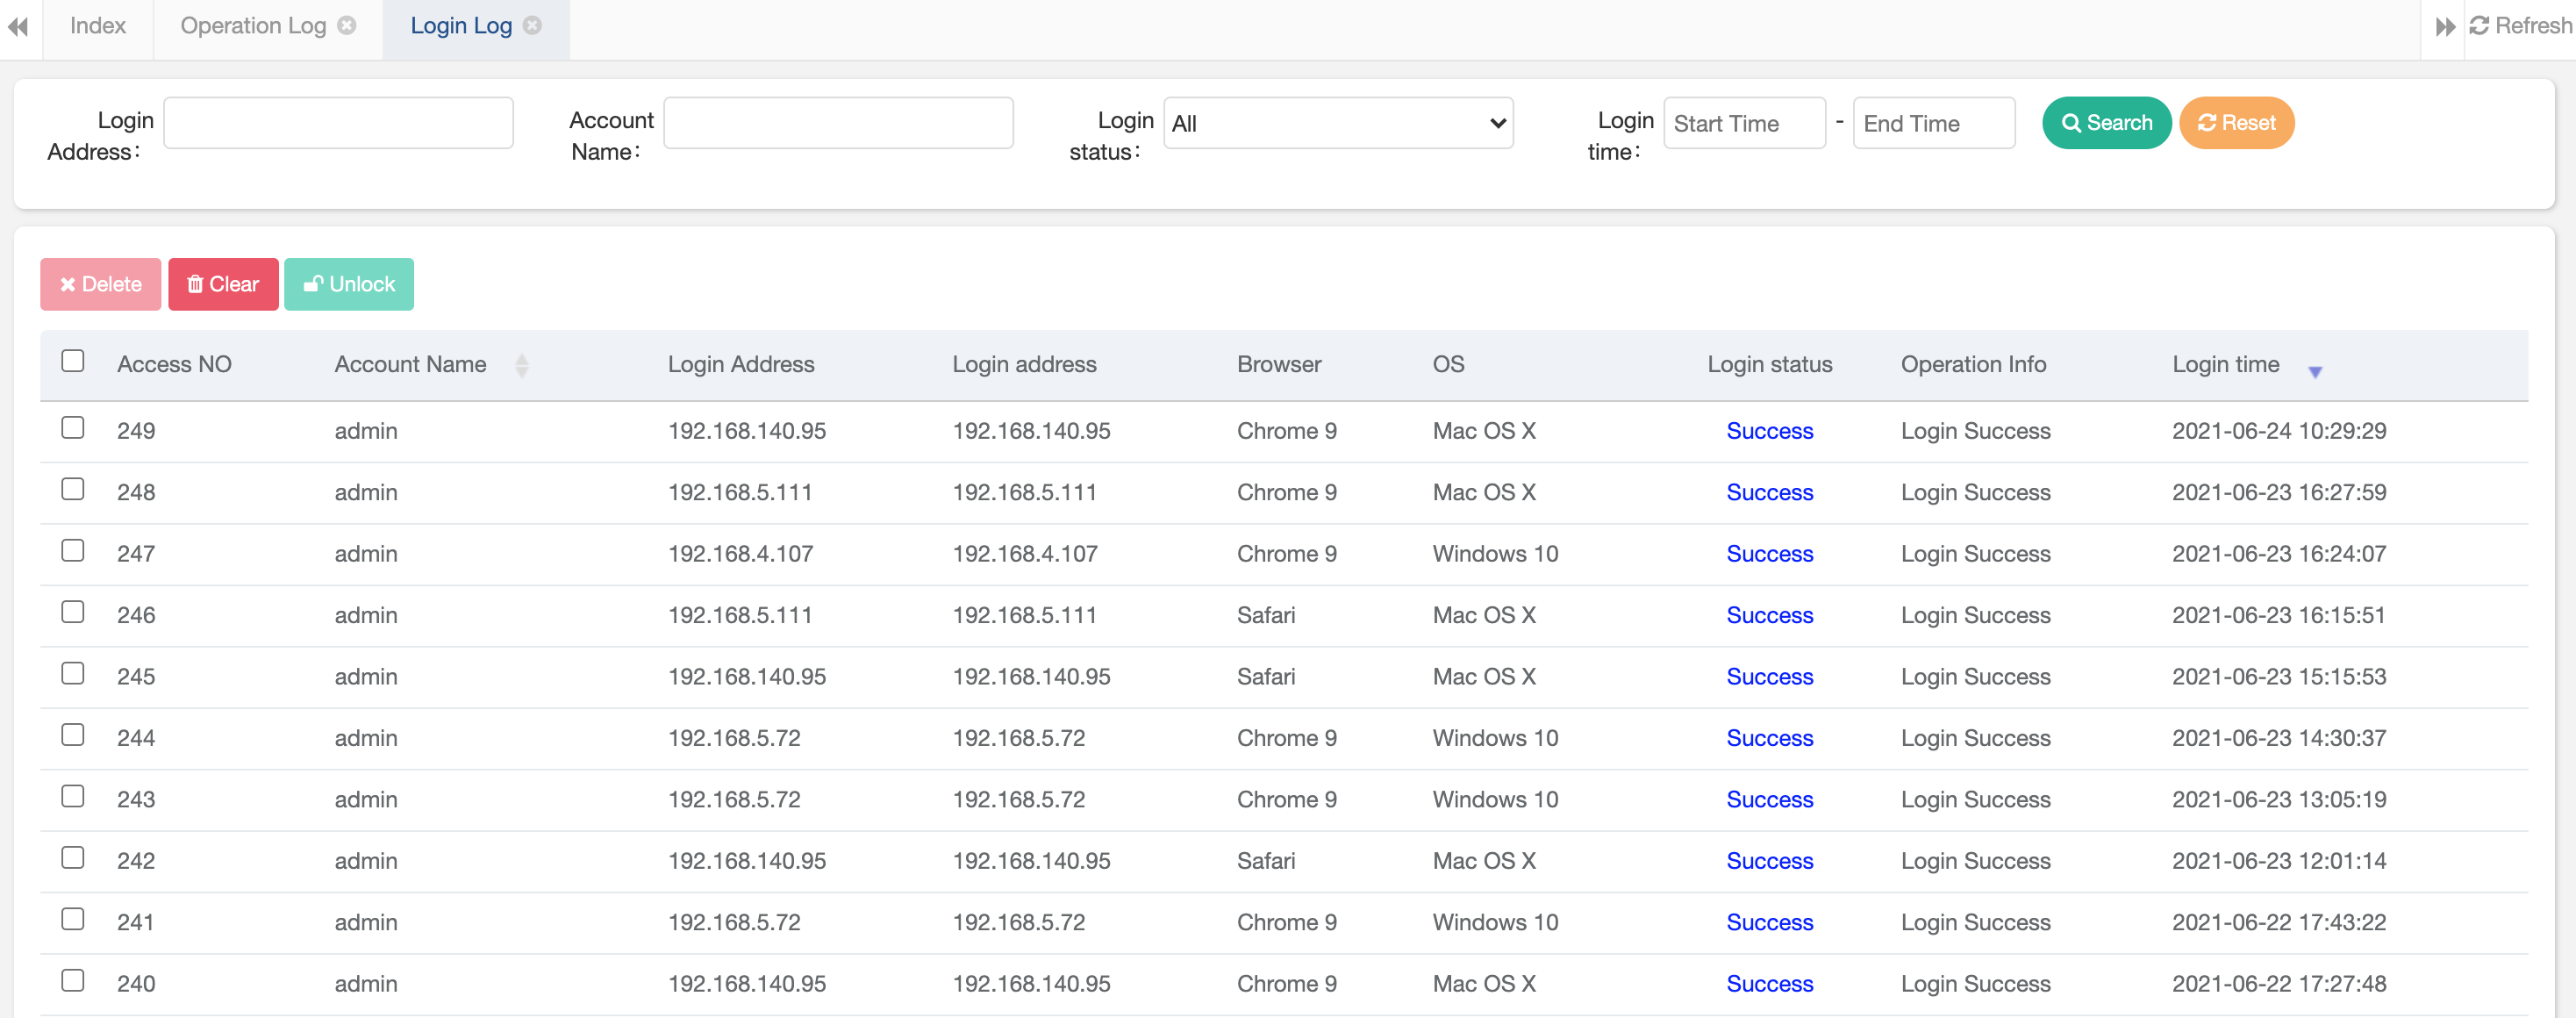 Index Operation Log Login Log Refresh
Login Address： Account Name： Login status： All Login time： Start Time - End Time Search Reset
Delete Clear Unlock
Access NO Account Name Login Address Login address Browser OS Login status Operation Info Login time
249 admin 192.168.140.95 192.168.140.95 Chrome 9 Mac OS X Success Login Success 2021-06-24 10:29:29
248 admin 192.168.5.111 192.168.5.111 Chrome 9 Mac OS X Success Login Success 2021-06-23 16:27:59
247 admin 192.168.4.107 192.168.4.107 Chrome 9 Windows 10 Success Login Success 2021-06-23 16:24:07
246 admin 192.168.5.111 192.168.5.111 Safari Mac OS X Success Login Success 2021-06-23 16:15:51
245 admin 192.168.140.95 192.168.140.95 Safari Mac OS X Success Login Success 2021-06-23 15:15:53
244 admin 192.168.5.72 192.168.5.72 Chrome 9 Windows 10 Success Login Success 2021-06-23 14:30:37
243 admin 192.168.5.72 192.168.5.72 Chrome 9 Windows 10 Success Login Success 2021-06-23 13:05:19
242 admin 192.168.140.95 192.168.140.95 Safari Mac OS X Success Login Success 2021-06-23 12:01:14
241 admin 192.168.5.72 192.168.5.72 Chrome 9 Windows 10 Success Login Success 2021-06-22 17:43:22
240 admin 192.168.140.95 192.168.140.95 Chrome 9 Mac OS X Success Login Success 2021-06-22 17:27:48